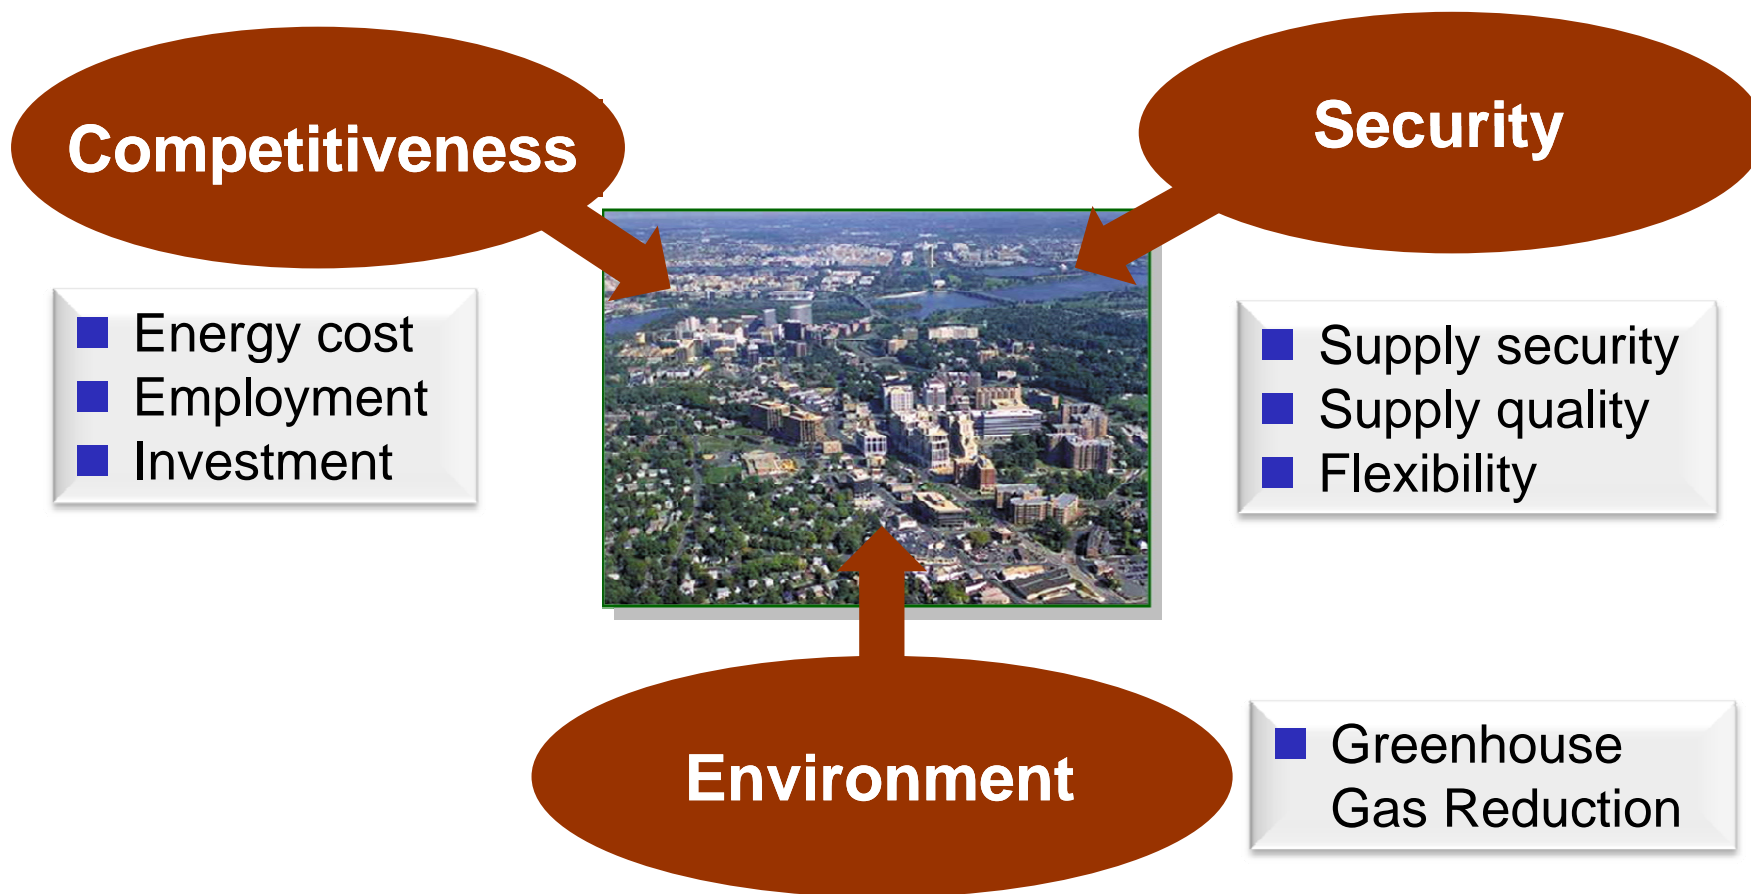 Competitiveness
Energy cost
Employment
Investment
Security
Supply security
Supply quality
Flexibility
Environment
Greenhouse
Gas Reduction